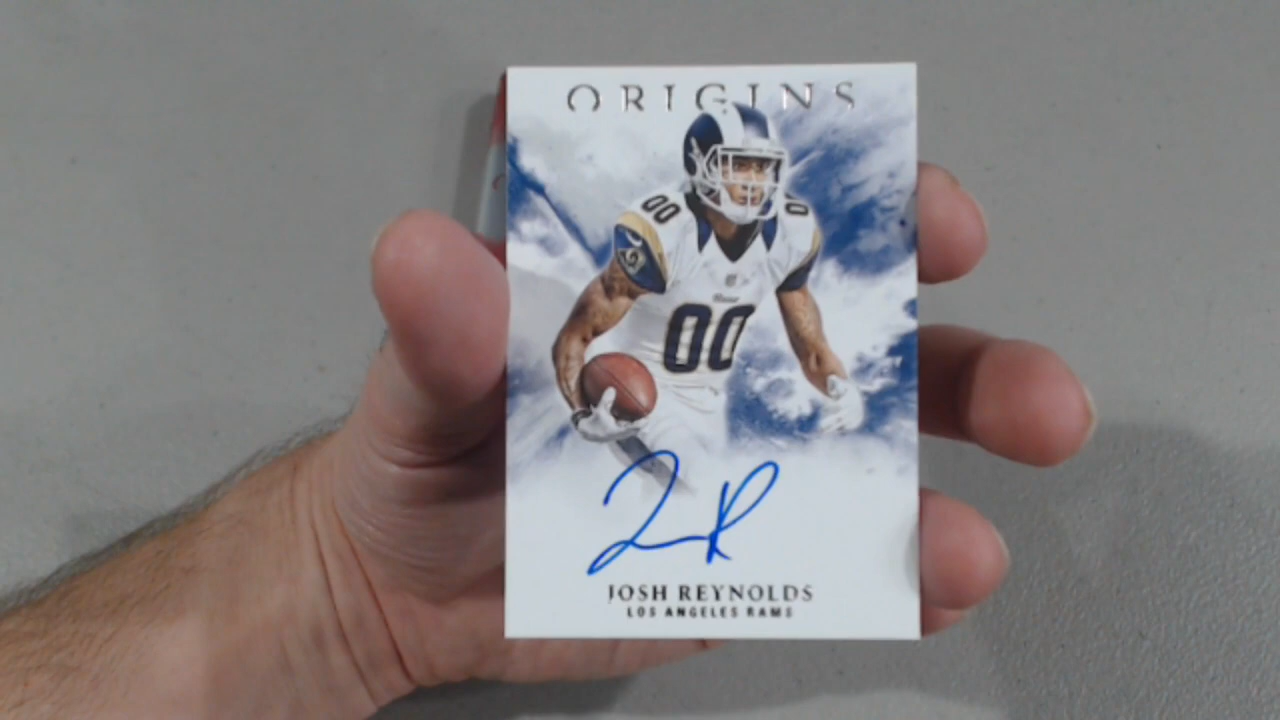 ORIGINS
00 00
00
JOSH REYNOLDS
LOS ANGELES RAMS